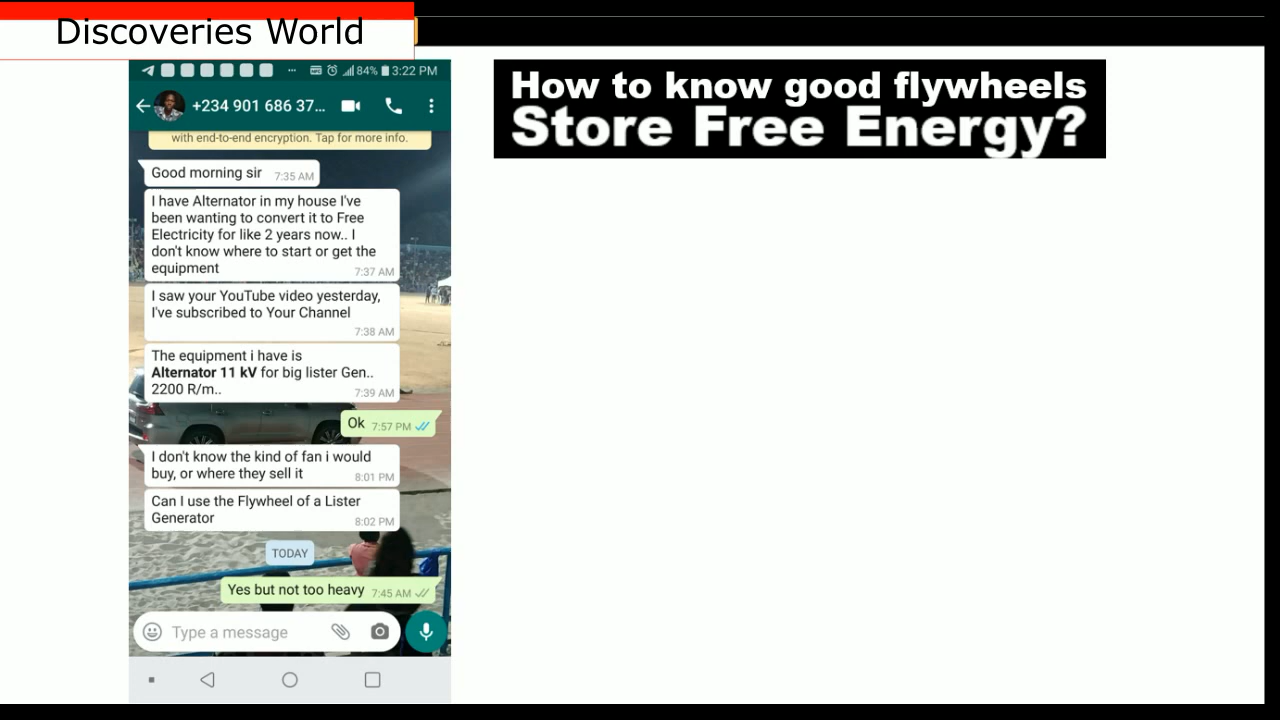 Discoveries World
84% 3:22 PM
+234 901 686 37...
with end-to-end encryption. Tap for more info.
Good morning sir 7:35 AM
I have Alternator in my house I've
been wanting to convert it to Free
Electricity for like 2 years now.. I
don't know where to start or get the
equipment 7:37 AM
I saw your YouTube video yesterday,
I've subscribed to Your Channel
7:38 AM
The equipment i have is
Alternator 11 kV for big lister Gen..
2200 R/m.. 7:39 AM
Ok 7:57 PM
I don't know the kind of fan i would
buy, or where they sell it 8:01 PM
Can I use the Flywheel of a Lister
Generator 8:02 PM
TODAY
Yes but not too heavy 7:45 AM
Type a message
How to know good flywheels
Store Free Energy?